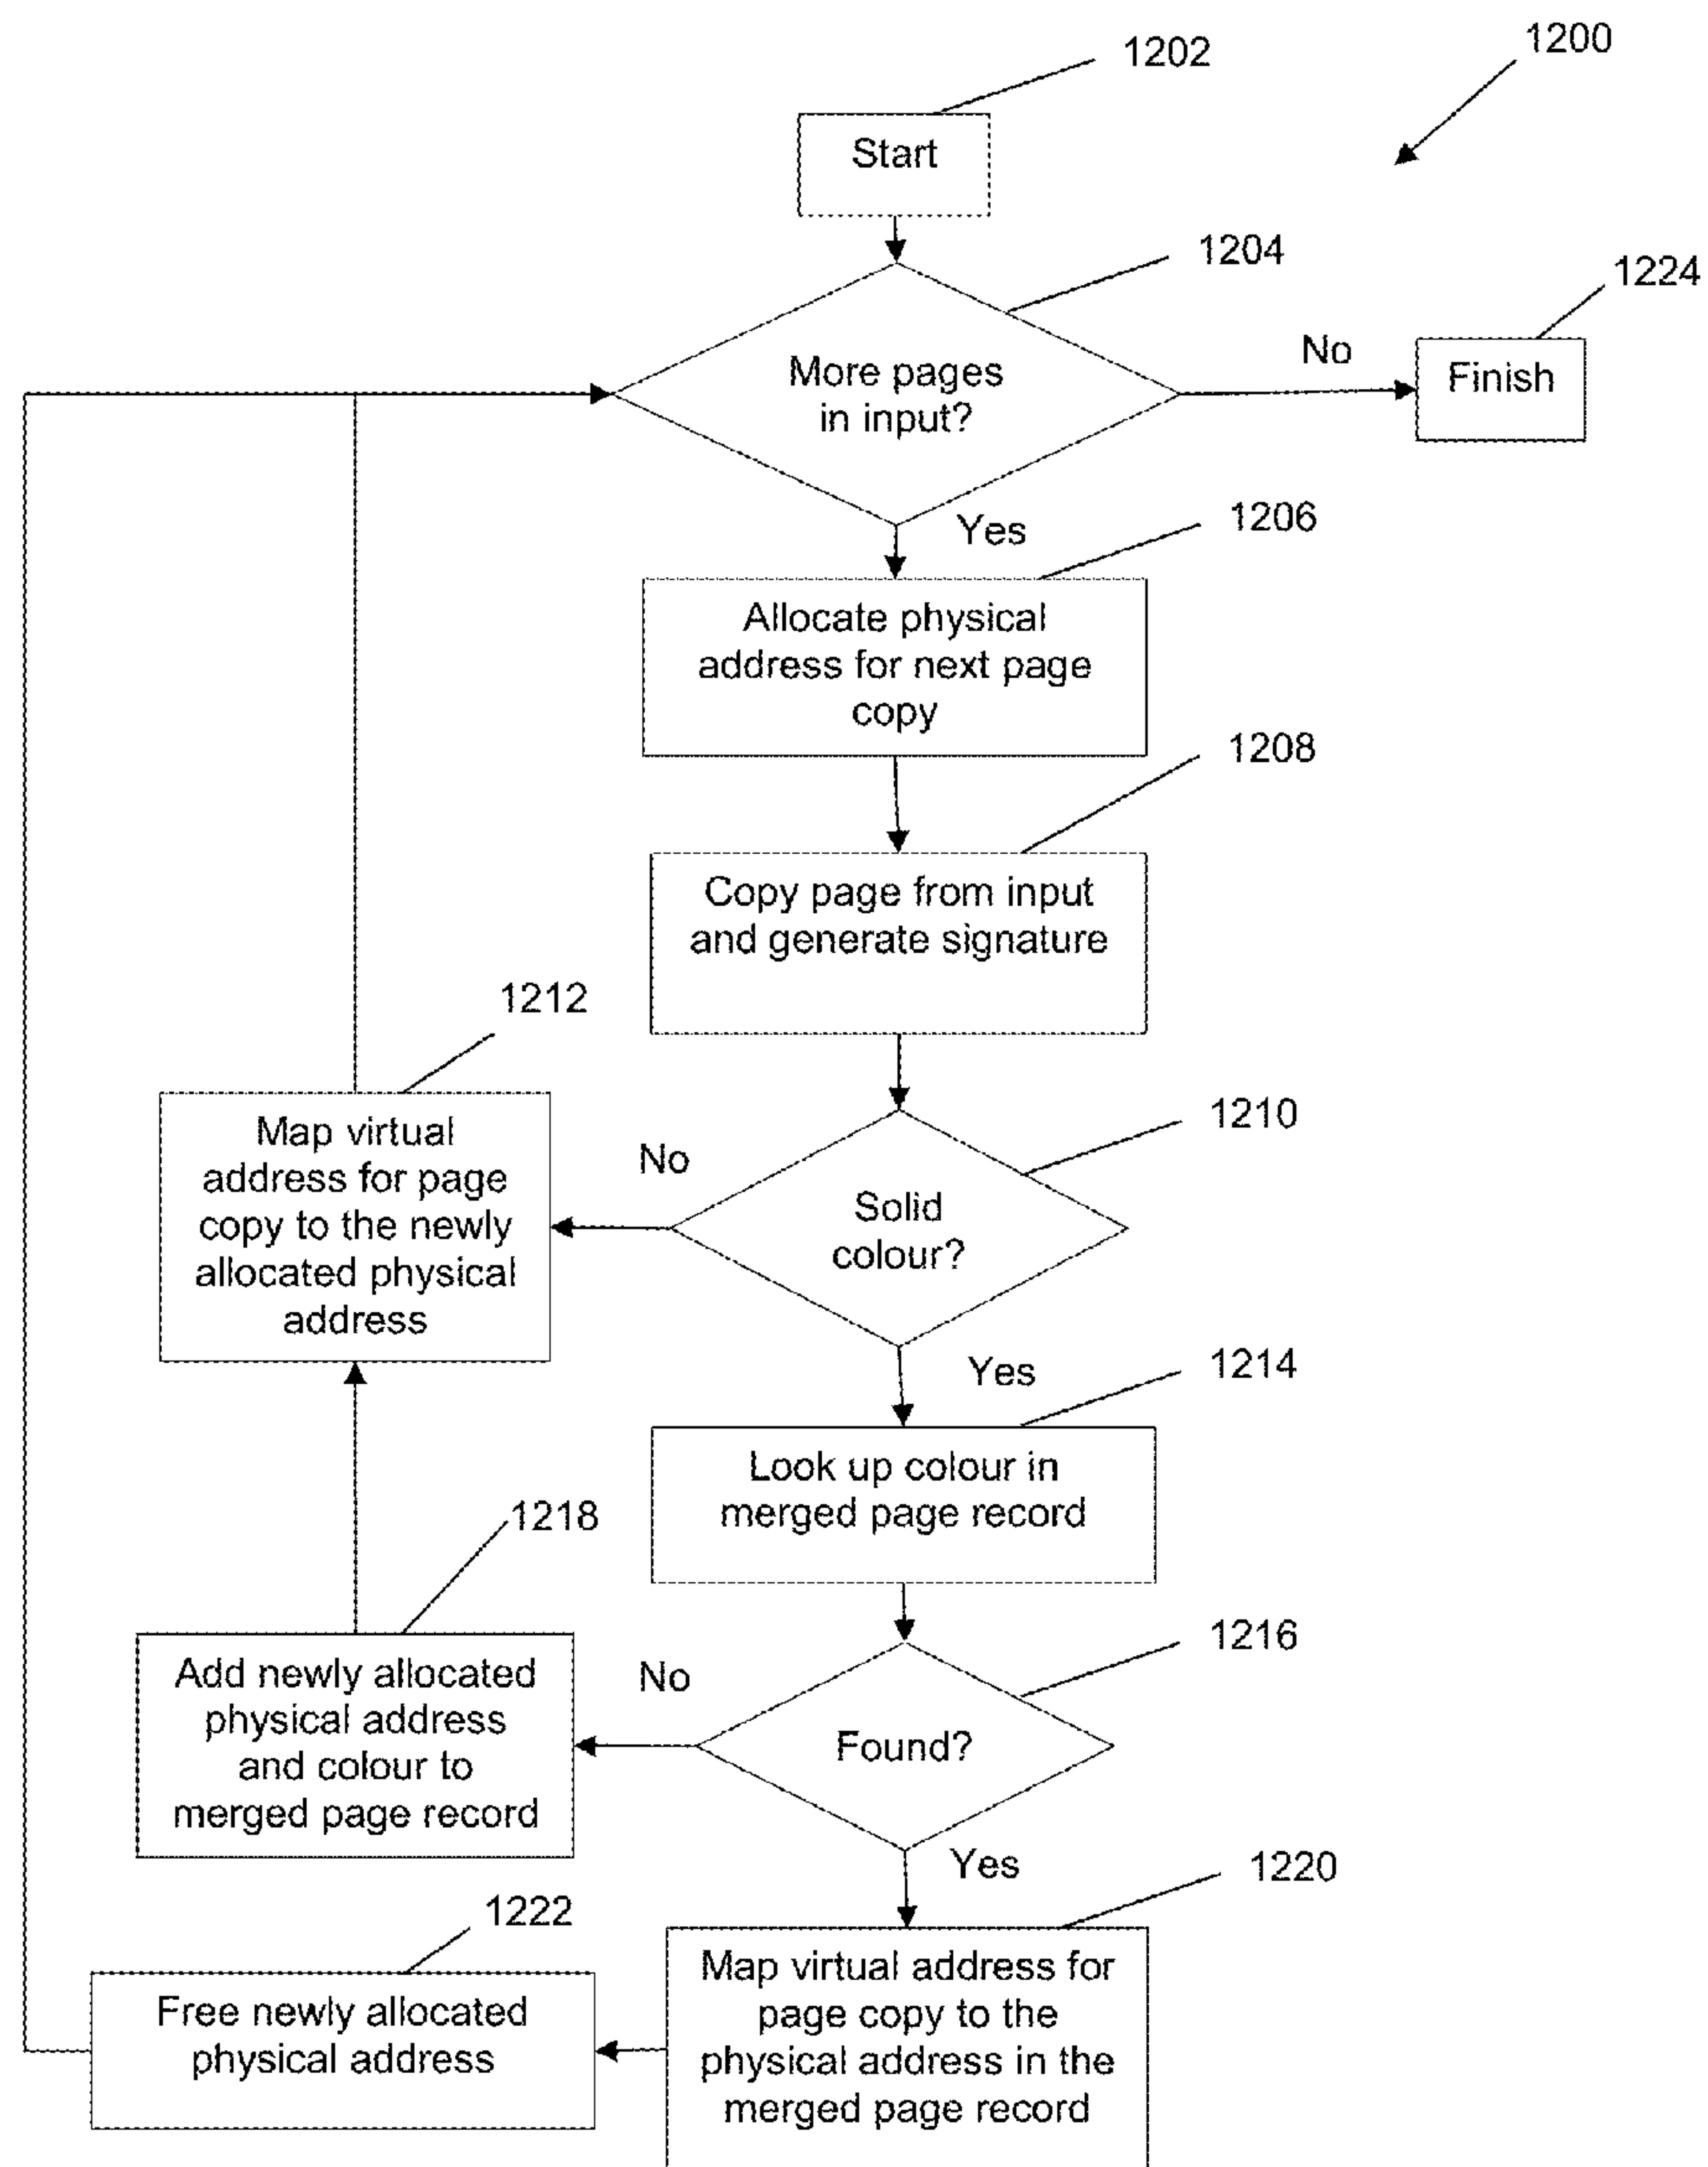 1200
1202
Start
1204
1224
More pages
in input?
No
Finish
Yes
1206
Allocate physical
address for next page
copy
1208
Copy page from input
and generate signature
1212
Map virtual
address for page
copy to the newly
allocated physical
address
No
1210
Solid
colour?
Yes
1214
Look up colour in
merged page record
1218
Add newly allocated
physical address
and colour to
merged page record
No
1216
Found?
Yes
1220
1222
Free newly allocated
physical address
Map virtual address for
page copy to the
physical address in the
merged page record